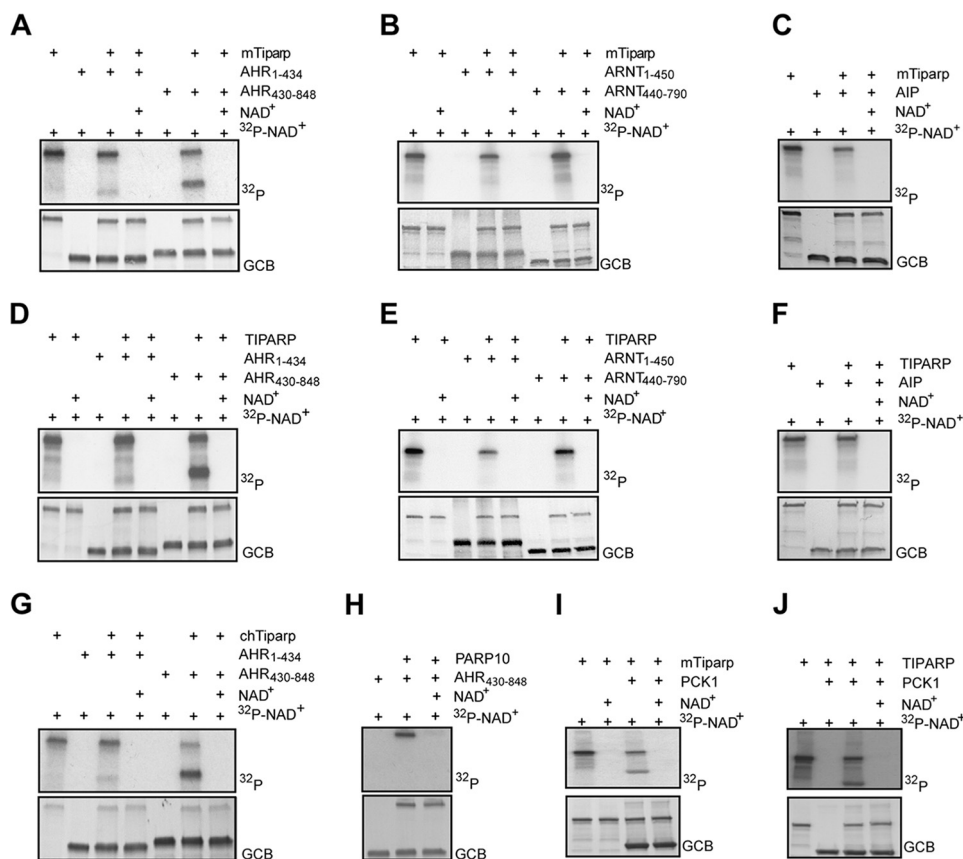 A
+ + + + + mTiparp
+ + + AHR1-434
+ + + AHR430-848
+ + NAD+
+ + + + + + + 32P-NAD+
32P
GCB
B
+ + + + + + mTiparp
+ + + ARNT1-450
+ + + ARNT440-790
+ + + NAD+
+ + + + + + + + 32P-NAD+
32P
GCB
C
+ + + mTiparp
+ + + AIP
+ NAD+
+ + + + 32P-NAD+
32P
GCB
D
+ + + + + + TIPARP
+ + + AHR1-434
+ + + AHR430-848
+ + + NAD+
+ + + + + + + + 32P-NAD+
32P
GCB
E
+ + + + + + TIPARP
+ + + ARNT1-450
+ + + ARNT440-790
+ + + NAD+
+ + + + + + + + 32P-NAD+
32P
GCB
F
+ + + TIPARP
+ + + AIP
+ NAD+
+ + + + 32P-NAD+
32P
GCB
G
+ + + + + chTiparp
+ + + AHR1-434
+ + + AHR430-848
+ + NAD+
+ + + + + + + 32P-NAD+
32P
GCB
H
+ + PARP10
+ + + AHR430-848
+ NAD+
+ + + 32P-NAD+
32P
GCB
I
+ + + + mTiparp
+ + PCK1
+ + NAD+
+ + + + 32P-NAD+
32P
GCB
J
+ + + TIPARP
+ + + PCK1
+ NAD+
+ + + + 32P-NAD+
32P
GCB